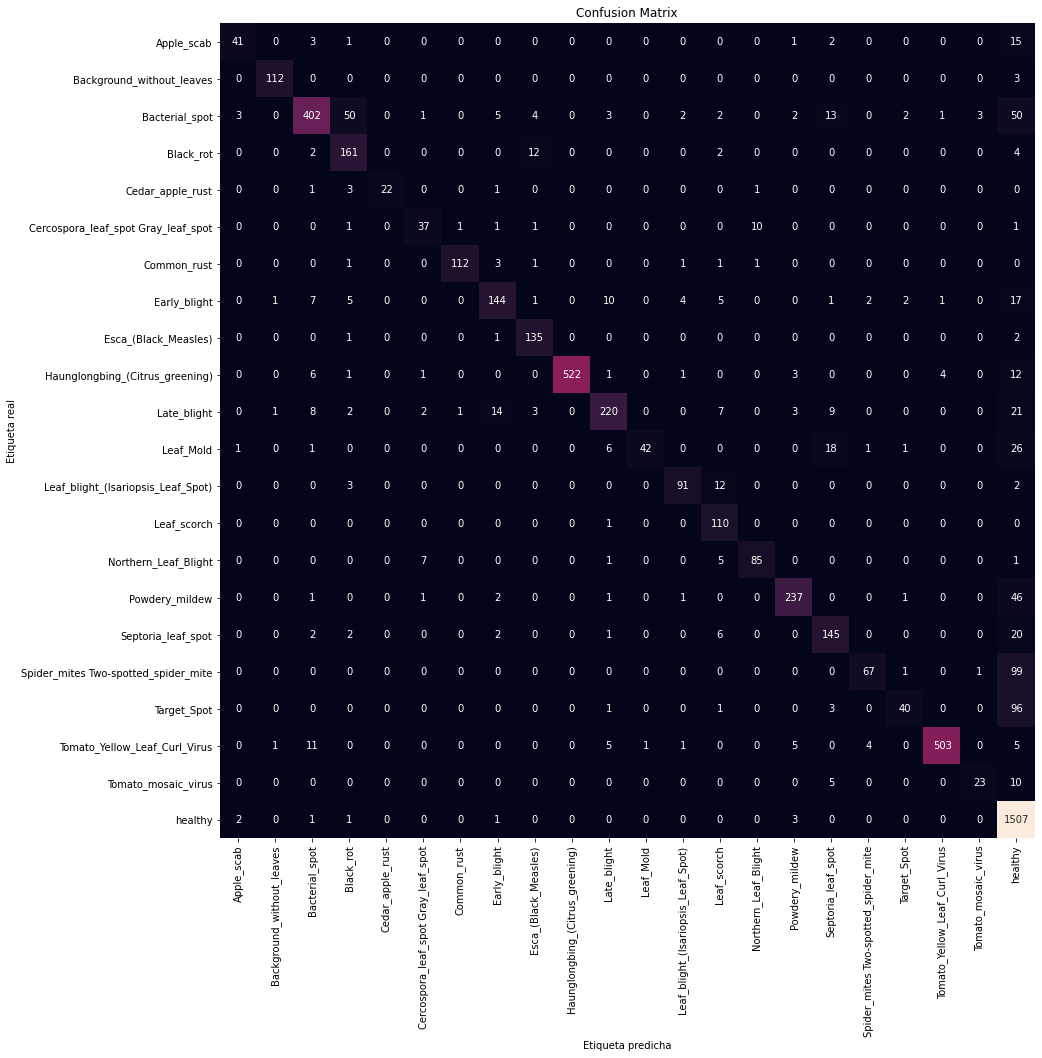 Confusion Matrix
Etiqueta real
Apple_scab 41 0 3 1 0 0 0 0 0 0 0 0 0 0 0 1 2 0 0 0 0 15
Background_without_leaves 0 112 0 0 0 0 0 0 0 0 0 0 0 0 0 0 0 0 0 0 0 3
Bacterial_spot 3 0 402 50 0 1 0 5 4 0 3 0 2 2 0 2 13 0 2 1 3 50
Black_rot 0 0 2 161 0 0 0 0 12 0 0 0 0 2 0 0 0 0 0 0 0 4
Cedar_apple_rust 0 0 1 3 22 0 0 1 0 0 0 0 0 0 1 0 0 0 0 0 0 0
Cercospora_leaf_spot Gray_leaf_spot 0 0 0 1 0 37 1 1 1 0 0 0 0 0 10 0 0 0 0 0 0 1
Common_rust 0 0 0 1 0 0 112 3 1 0 0 0 1 1 1 0 0 0 0 0 0 0
Early_blight 0 1 7 5 0 0 0 144 1 0 10 0 4 5 0 0 1 2 2 1 0 17
Esca_(Black_Measles) 0 0 0 1 0 0 0 1 135 0 0 0 0 0 0 0 0 0 0 0 0 2
Haunglongbing_(Citrus_greening) 0 0 6 1 0 1 0 0 0 522 1 0 1 0 0 3 0 0 0 4 0 12
Late_blight 0 1 8 2 0 2 1 14 3 0 220 0 0 7 0 3 9 0 0 0 0 21
Leaf_Mold 1 0 1 0 0 0 0 0 0 0 6 42 0 0 0 0 18 1 1 0 0 26
Leaf_blight_(Isariopsis_Leaf_Spot) 0 0 0 3 0 0 0 0 0 0 0 0 91 12 0 0 0 0 0 0 0 2
Leaf_scorch 0 0 0 0 0 0 0 0 0 0 1 0 0 110 0 0 0 0 0 0 0 0
Northern_Leaf_Blight 0 0 0 0 0 7 0 0 0 0 1 0 0 5 85 0 0 0 0 0 0 1
Powdery_mildew 0 0 1 0 0 1 0 2 0 0 1 0 1 0 0 237 0 0 1 0 0 46
Septoria_leaf_spot 0 0 2 2 0 0 0 2 0 0 1 0 0 6 0 0 145 0 0 0 0 20
Spider_mites Two-spotted_spider_mite 0 0 0 0 0 0 0 0 0 0 0 0 0 0 0 0 0 67 1 0 1 99
Target_Spot 0 0 0 0 0 0 0 0 0 0 1 0 0 1 0 0 3 0 40 0 0 96
Tomato_Yellow_Leaf_Curl_Virus 0 1 11 0 0 0 0 0 0 0 5 1 1 0 0 5 0 4 0 503 0 5
Tomato_mosaic_virus 0 0 0 0 0 0 0 0 0 0 0 0 0 0 0 0 5 0 0 0 23 10
healthy 2 0 1 1 0 0 0 1 0 0 0 0 0 0 0 3 0 0 0 0 0 1507
Apple_scab
Background_without_leaves
Bacterial_spot
Black_rot
Cedar_apple_rust
Cercospora_leaf_spot Gray_leaf_spot
Common_rust
Early_blight
Esca_(Black_Measles)
Haunglongbing_(Citrus_greening)
Late_blight
Leaf_Mold
Leaf_blight_(Isariopsis_Leaf_Spot)
Leaf_scorch
Northern_Leaf_Blight
Powdery_mildew
Septoria_leaf_spot
Spider_mites Two-spotted_spider_mite
Target_Spot
Tomato_Yellow_Leaf_Curl_Virus
Tomato_mosaic_virus
healthy
Etiqueta predicha